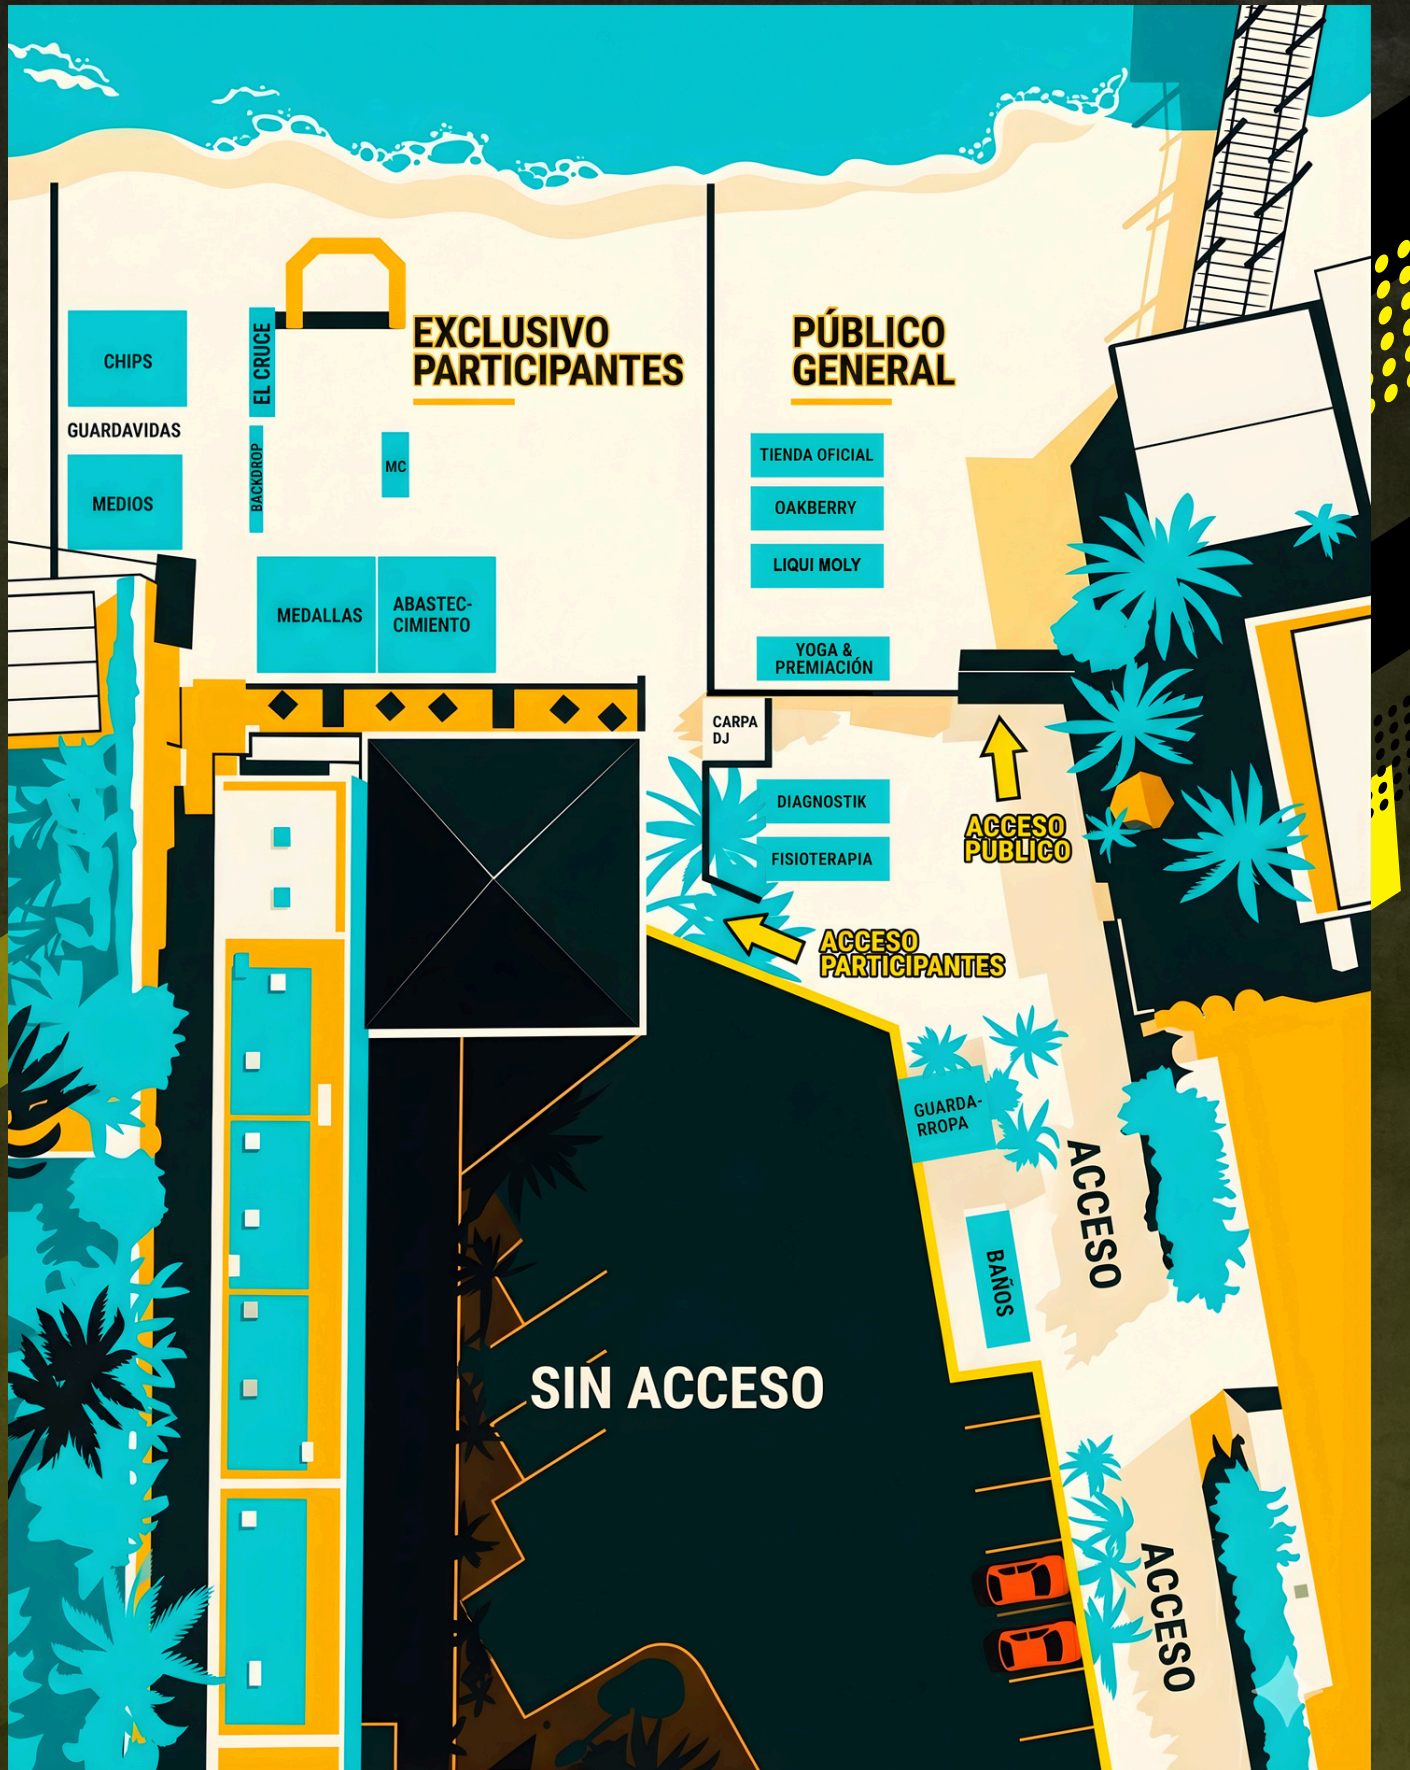 EXCLUSIVO
PARTICIPANTES
PÚBLICO
GENERAL
CHIPS
EL CRUCE
GUARDAVIDAS
MEDIOS
BACKDROP
MC
TIENDA OFICIAL
OAKBERRY
LIQUI MOLY
MEDALLAS
ABASTEC-
CIMIENTO
YOGA &
PREMIACIÓN
CARPA
DJ
DIAGNOSTIK
FISIOTERAPIA
ACCESO
PUBLICO
ACCESO
PARTICIPANTES
GUARDA-
RROPA
ACCESO
BAÑOS
SIN ACCESO
ACCESO